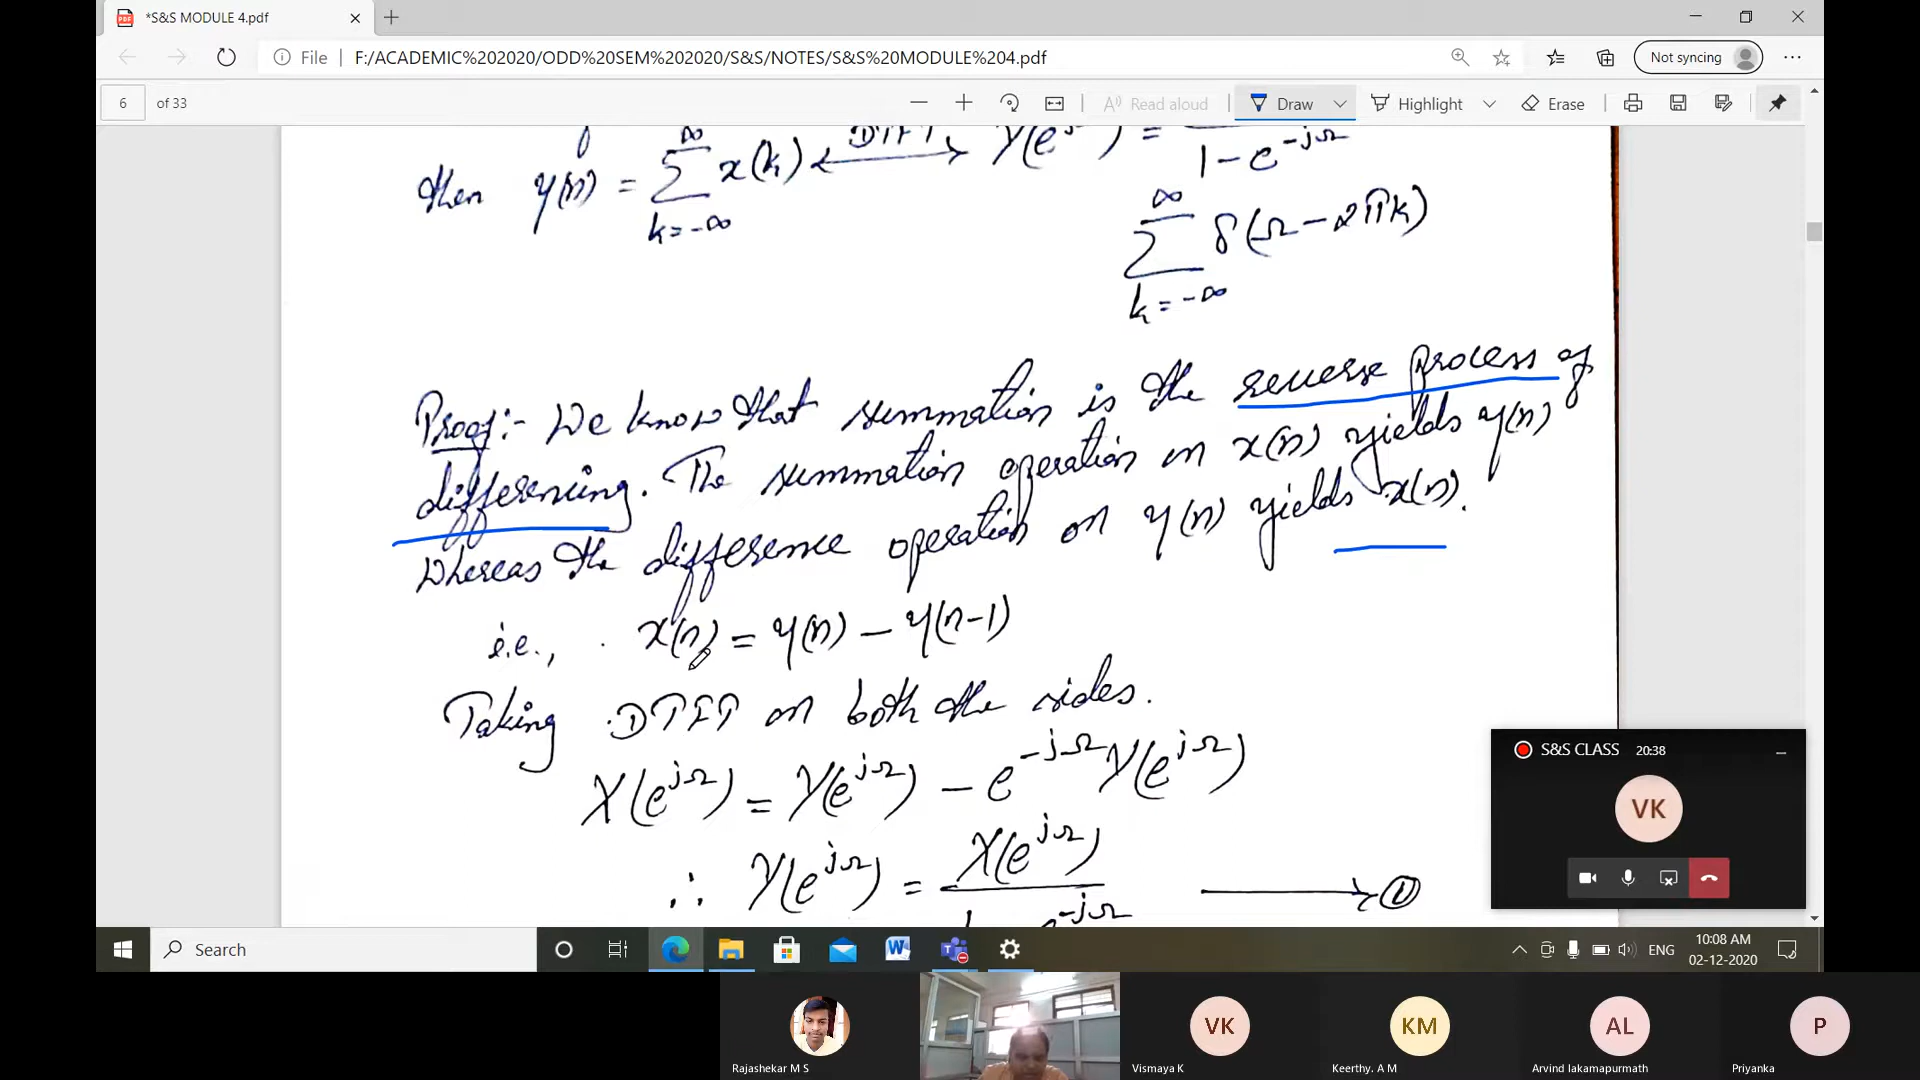 *S&S MODULE 4.pdf
File F:/ACADEMIC%202020/ODD%20SEM%202020/S&S/NOTES/S&S%20MODULE%204.pdf
Not syncing
6 of 33
Read aloud Draw Highlight Erase
then y(n) = ∞ Σ k=-∞ x(k) ←DTFT→ Y(e^j ) = 1 - e^-jΩ
∞ Σ k=-∞ δ(Ω - 2πk)
Proof:- We know that summation is the reverse process of
differencing. The summation operation on x(n) yields y(n)
whereas the difference operation on y(n) yields x(n).
i.e., x(n) = y(n) - y(n-1)
Taking DTFT on both the sides.
X(e^jΩ) = Y(e^jΩ) - e^-jΩ Y(e^jΩ)
∴ Y(e^jΩ) = X(e^jΩ) → ①
e^-jΩ
S&S CLASS 20:38
VK
Search
ENG
10:08 AM
02-12-2020
VK KM AL P
Rajashekar M S Vismaya K Keerthy. A M Arvind lakamapurmath Priyanka